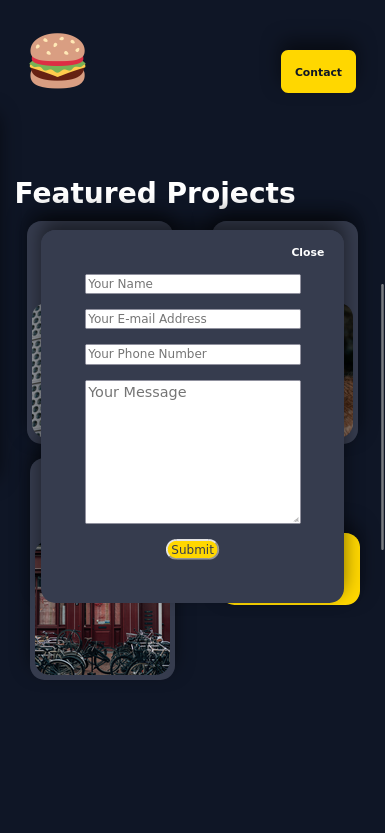 Contact
Featured Projects
Close
Your Name
Your E-mail Address
Your Phone Number
Your Message
Submit